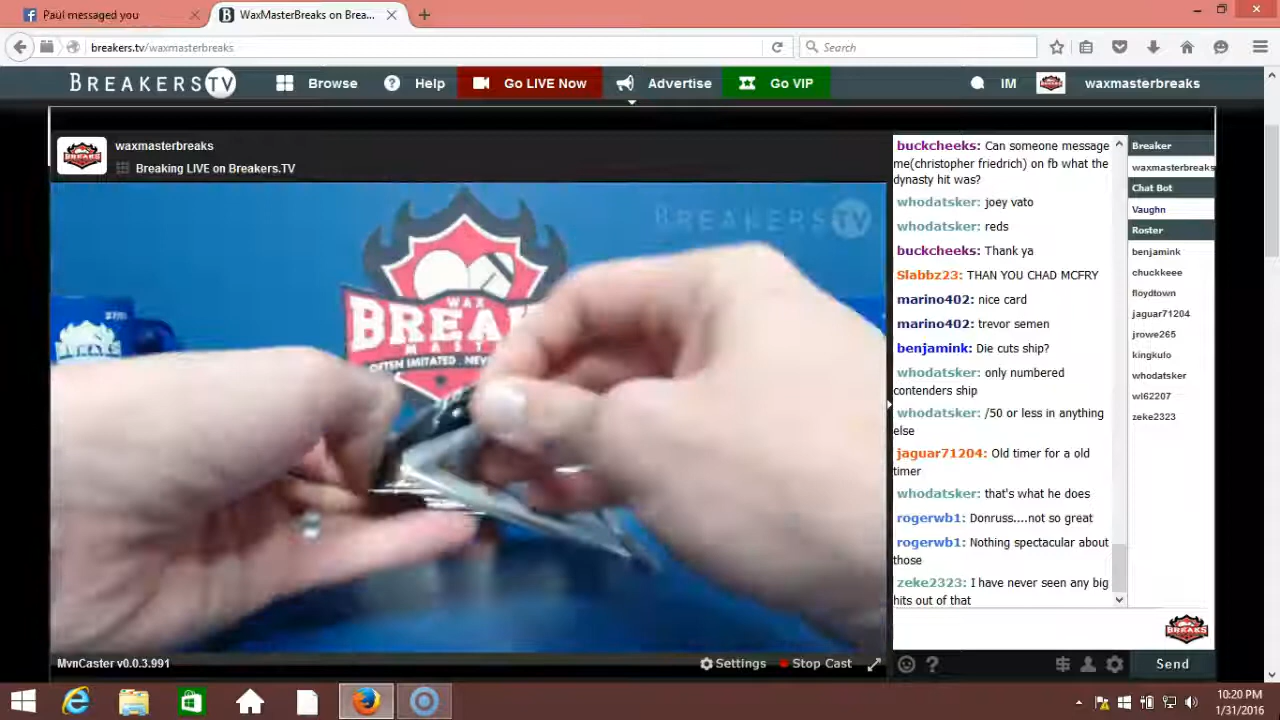 Paul messaged you
WaxMasterBreaks on Brea...
breakers.tv/waxmasterbreaks
Search
BREAKERS TV
Browse
Help
Go LIVE Now
Advertise
Go VIP
IM
waxmasterbreaks
waxmasterbreaks
Breaking LIVE on Breakers.TV
BREAKERS TV
WAX
BREA
MAST
OFTEN IMITATED. NEV
MvnCaster v0.0.3.991
Settings
Stop Cast
buckcheeks: Can someone message
me(christopher friedrich) on fb what the
dynasty hit was?
whodatsker: joey vato
whodatsker: reds
buckcheeks: Thank ya
Slabbz23: THAN YOU CHAD MCFRY
marino402: nice card
marino402: trevor semen
benjamink: Die cuts ship?
whodatsker: only numbered
contenders ship
whodatsker: /50 or less in anything
else
jaguar71204: Old timer for a old
timer
whodatsker: that's what he does
rogerwb1: Donruss....not so great
rogerwb1: Nothing spectacular about
those
zeke2323: I have never seen any big
hits out of that
Breaker
waxmasterbreaks
Chat Bot
Vaughn
Roster
benjamink
chuckkeee
floydtown
jaguar71204
jrowe265
kingkulo
whodatsker
wl62207
zeke2323
BREAKS
Send
10:20 PM
1/31/2016